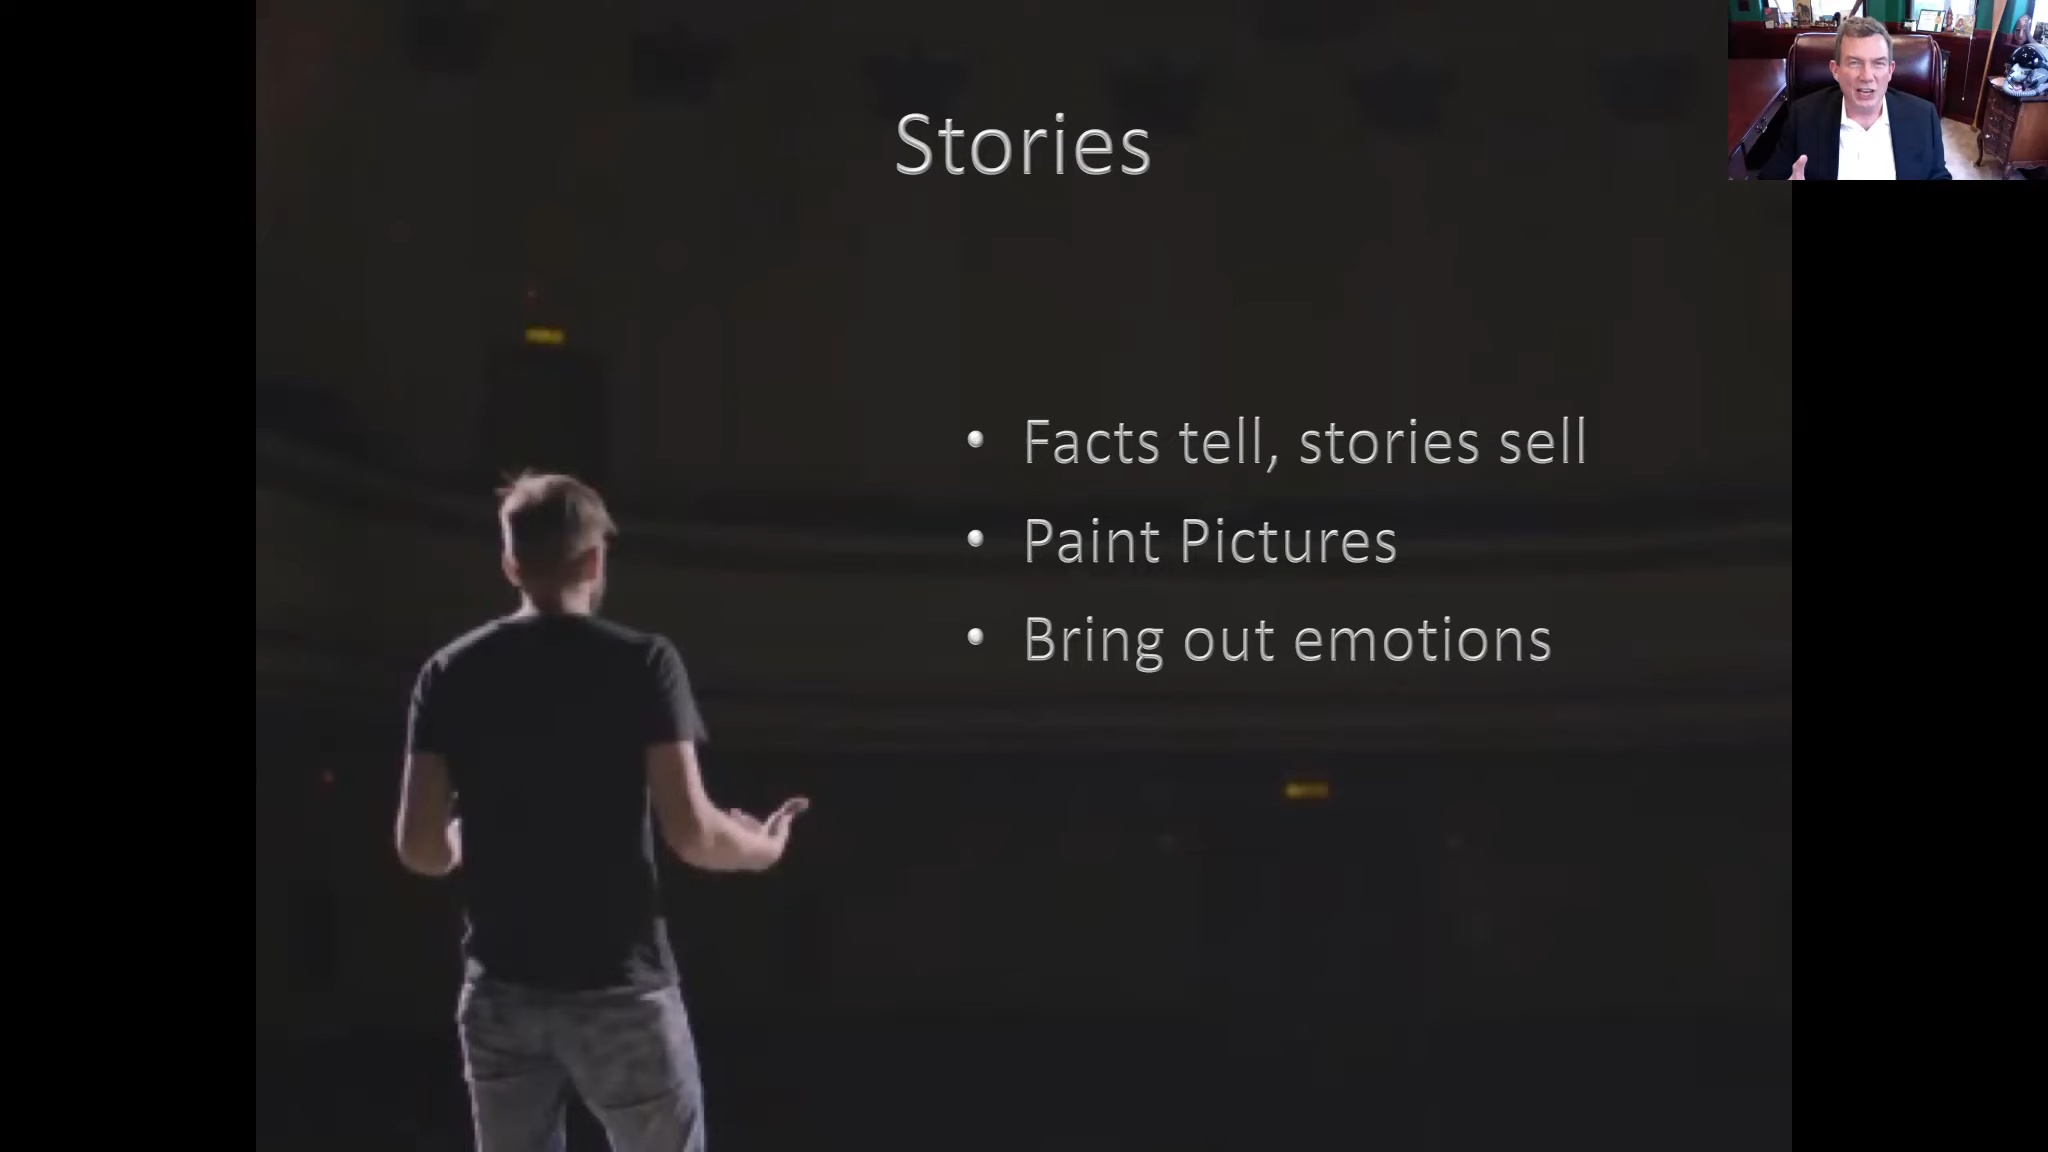 Stories
• Facts tell, stories sell
• Paint Pictures
• Bring out emotions